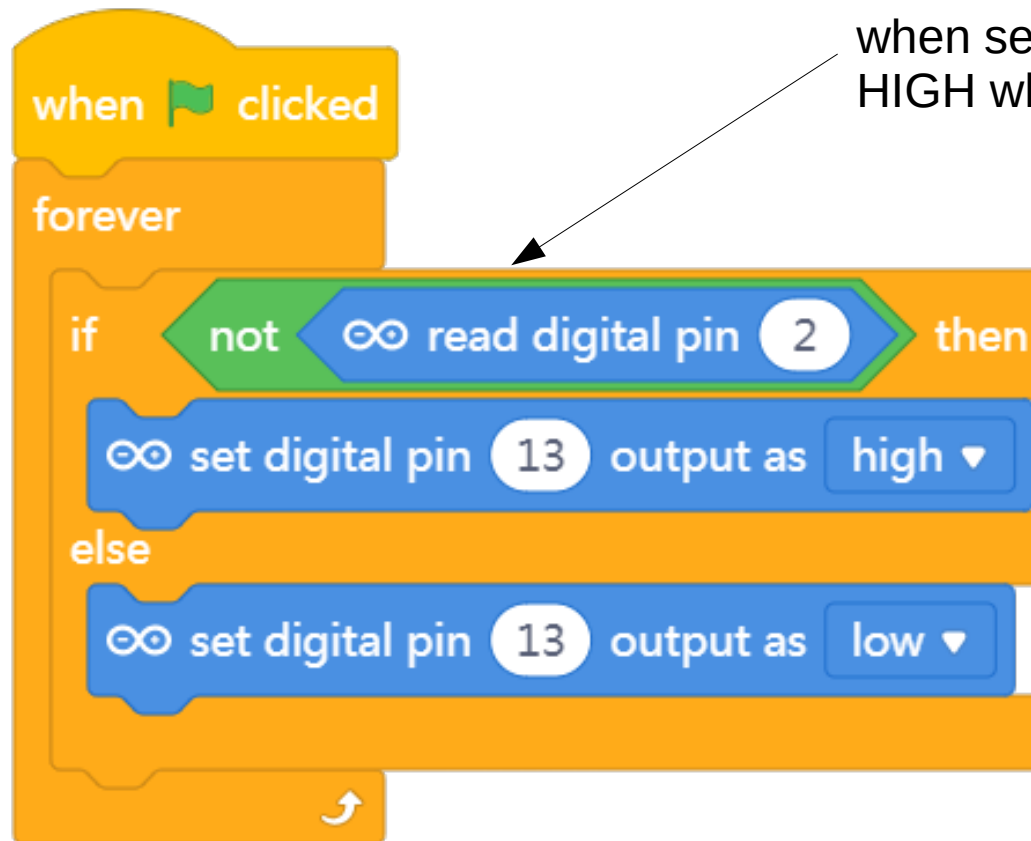 when se
HIGH wh
when clicked
forever
if not read digital pin 2 then
set digital pin 13 output as high
else
set digital pin 13 output as low